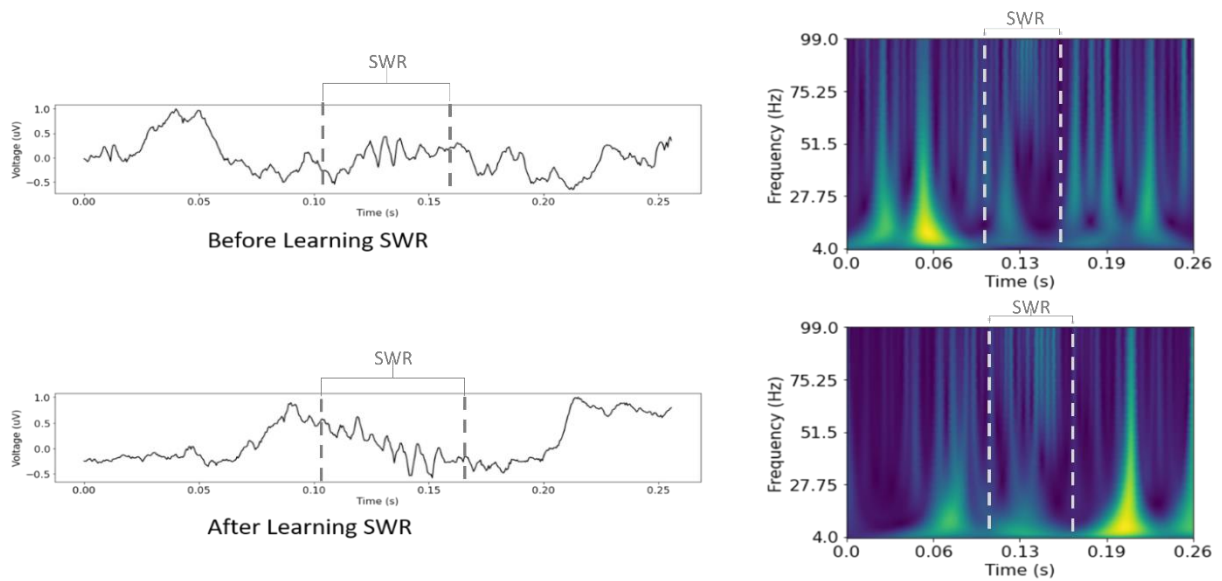 SWR
1.0
0.5
0.0
−0.5
Voltage (uV)
0.00 0.05 0.10 0.15 0.20 0.25
Time (s)
Before Learning SWR
SWR
99.0
75.25
51.5
27.75
4.0
Frequency (Hz)
0.0 0.06 0.13 0.19 0.26
Time (s)
SWR
1.0
0.5
0.0
−0.5
Voltage (uV)
0.00 0.05 0.10 0.15 0.20 0.25
Time (s)
After Learning SWR
SWR
99.0
75.25
51.5
27.75
4.0
Frequency (Hz)
0.0 0.06 0.13 0.19 0.26
Time (s)